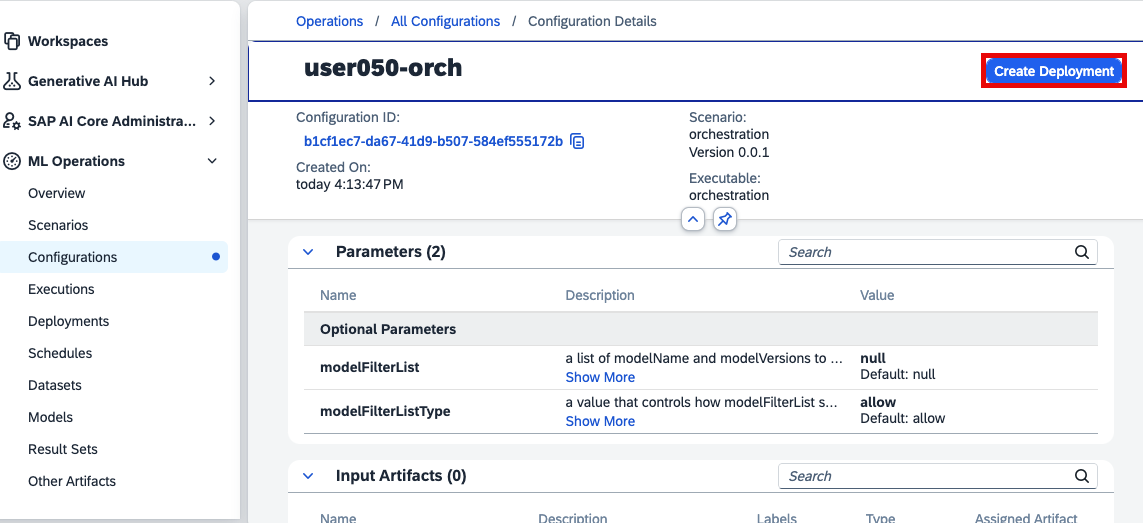 Workspaces
Generative AI Hub
SAP AI Core Administra...
ML Operations
Overview
Scenarios
Configurations
Executions
Deployments
Schedules
Datasets
Models
Result Sets
Other Artifacts
Operations / All Configurations / Configuration Details
user050-orch
Create Deployment
Configuration ID:
b1cf1ec7-da67-41d9-b507-584ef555172b
Created On:
today 4:13:47 PM
Scenario:
orchestration
Version 0.0.1
Executable:
orchestration
Parameters (2)
Search
Name Description Value
Optional Parameters
modelFilterList
a list of modelName and modelVersions to ...
Show More
null
Default: null
modelFilterListType
a value that controls how modelFilterList s...
Show More
allow
Default: allow
Input Artifacts (0)
Search
Name Description Labels Type Assigned Artifact